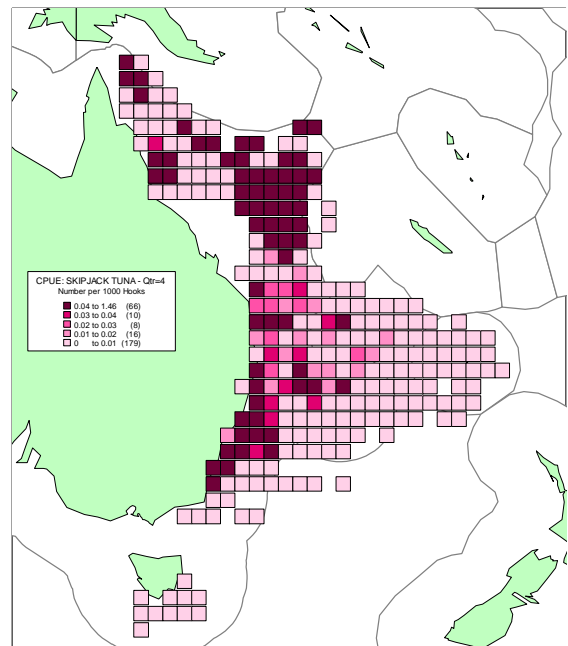 CPUE: SKIPJACK TUNA - Qtr=4
Number per 1000 Hooks
0.04 to 1.46 (66)
0.03 to 0.04 (10)
0.02 to 0.03 (8)
0.01 to 0.02 (16)
0 to 0.01 (179)